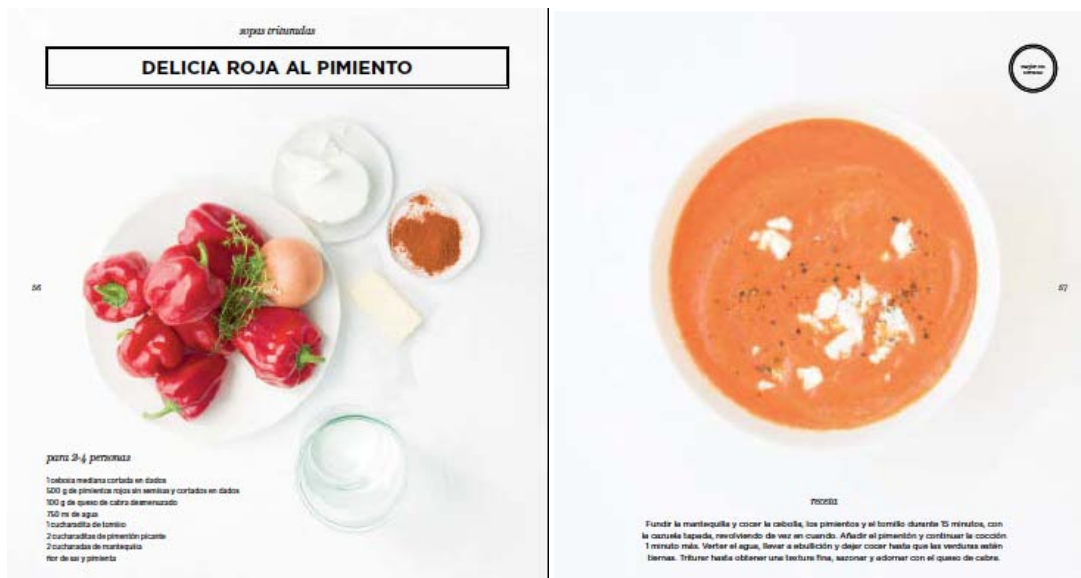 sopas trituradas
DELICIA ROJA AL PIMIENTO
56
para 2-4 personas
1 cebolla mediana cortada en dados
500 g de pimientos rojos sin semillas y cortados en dados
100 g de queso de cabra desmenuzado
750 ml de agua
1 cucharadita de tomillo
2 cucharaditas de pimentón picante
2 cucharadas de mantequilla
Flor de sal y pimienta
mejor en
verano
57
receta
Fundir la mantequilla y cocer la cebolla, los pimientos y el tomillo durante 15 minutos, con
la cazuela tapada, revolviendo de vez en cuando. Añadir el pimentón y continuar la cocción
1 minuto más. Verter el agua, llevar a ebullición y dejar cocer hasta que las verduras estén
tiernas. Triturar hasta obtener una textura fina, sazonar y adornar con el queso de cabra.